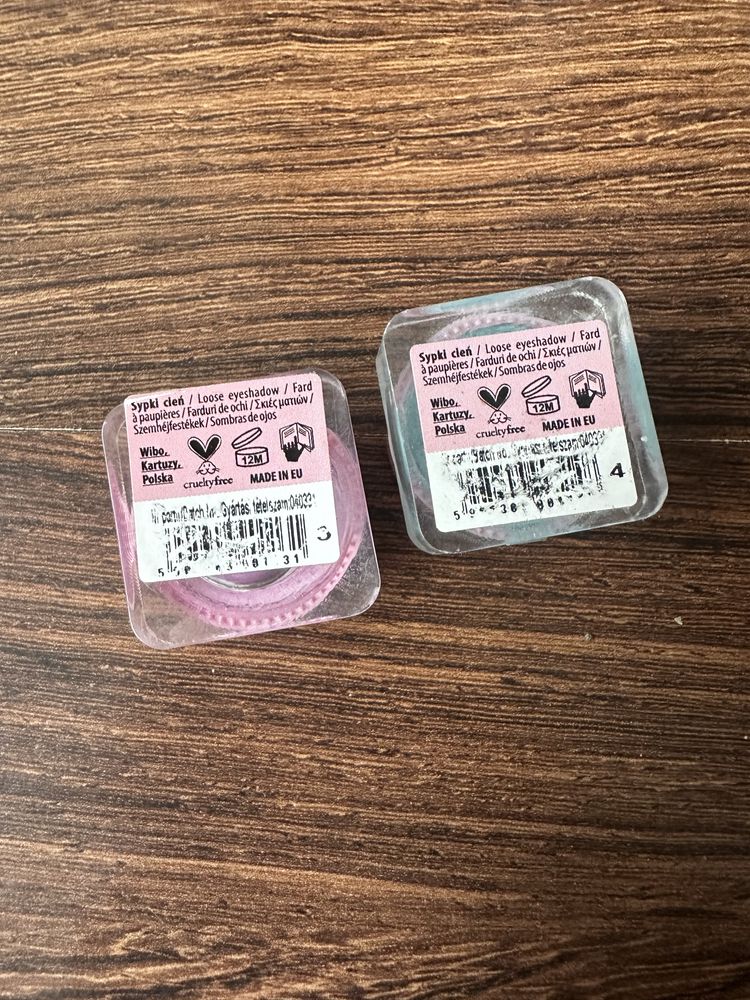 Sypki cień / Loose eyeshadow / Fard
à paupières / Farduri de ochi / Σκιές ματιών /
Szemhéjfestékek / Sombras de ojos
Wibo,
Kartuzy,
Polska
crueltyfree
12M
MADE IN EU
Gyártás, tételszám:
3
Sypki cień / Loose eyeshadow / Fard
à paupières / Farduri de ochi / Σκιές ματιών /
Szemhéjfestékek / Sombras de ojos
Wibo,
Kartuzy,
Polska
crueltyfree
12M
MADE IN EU
4